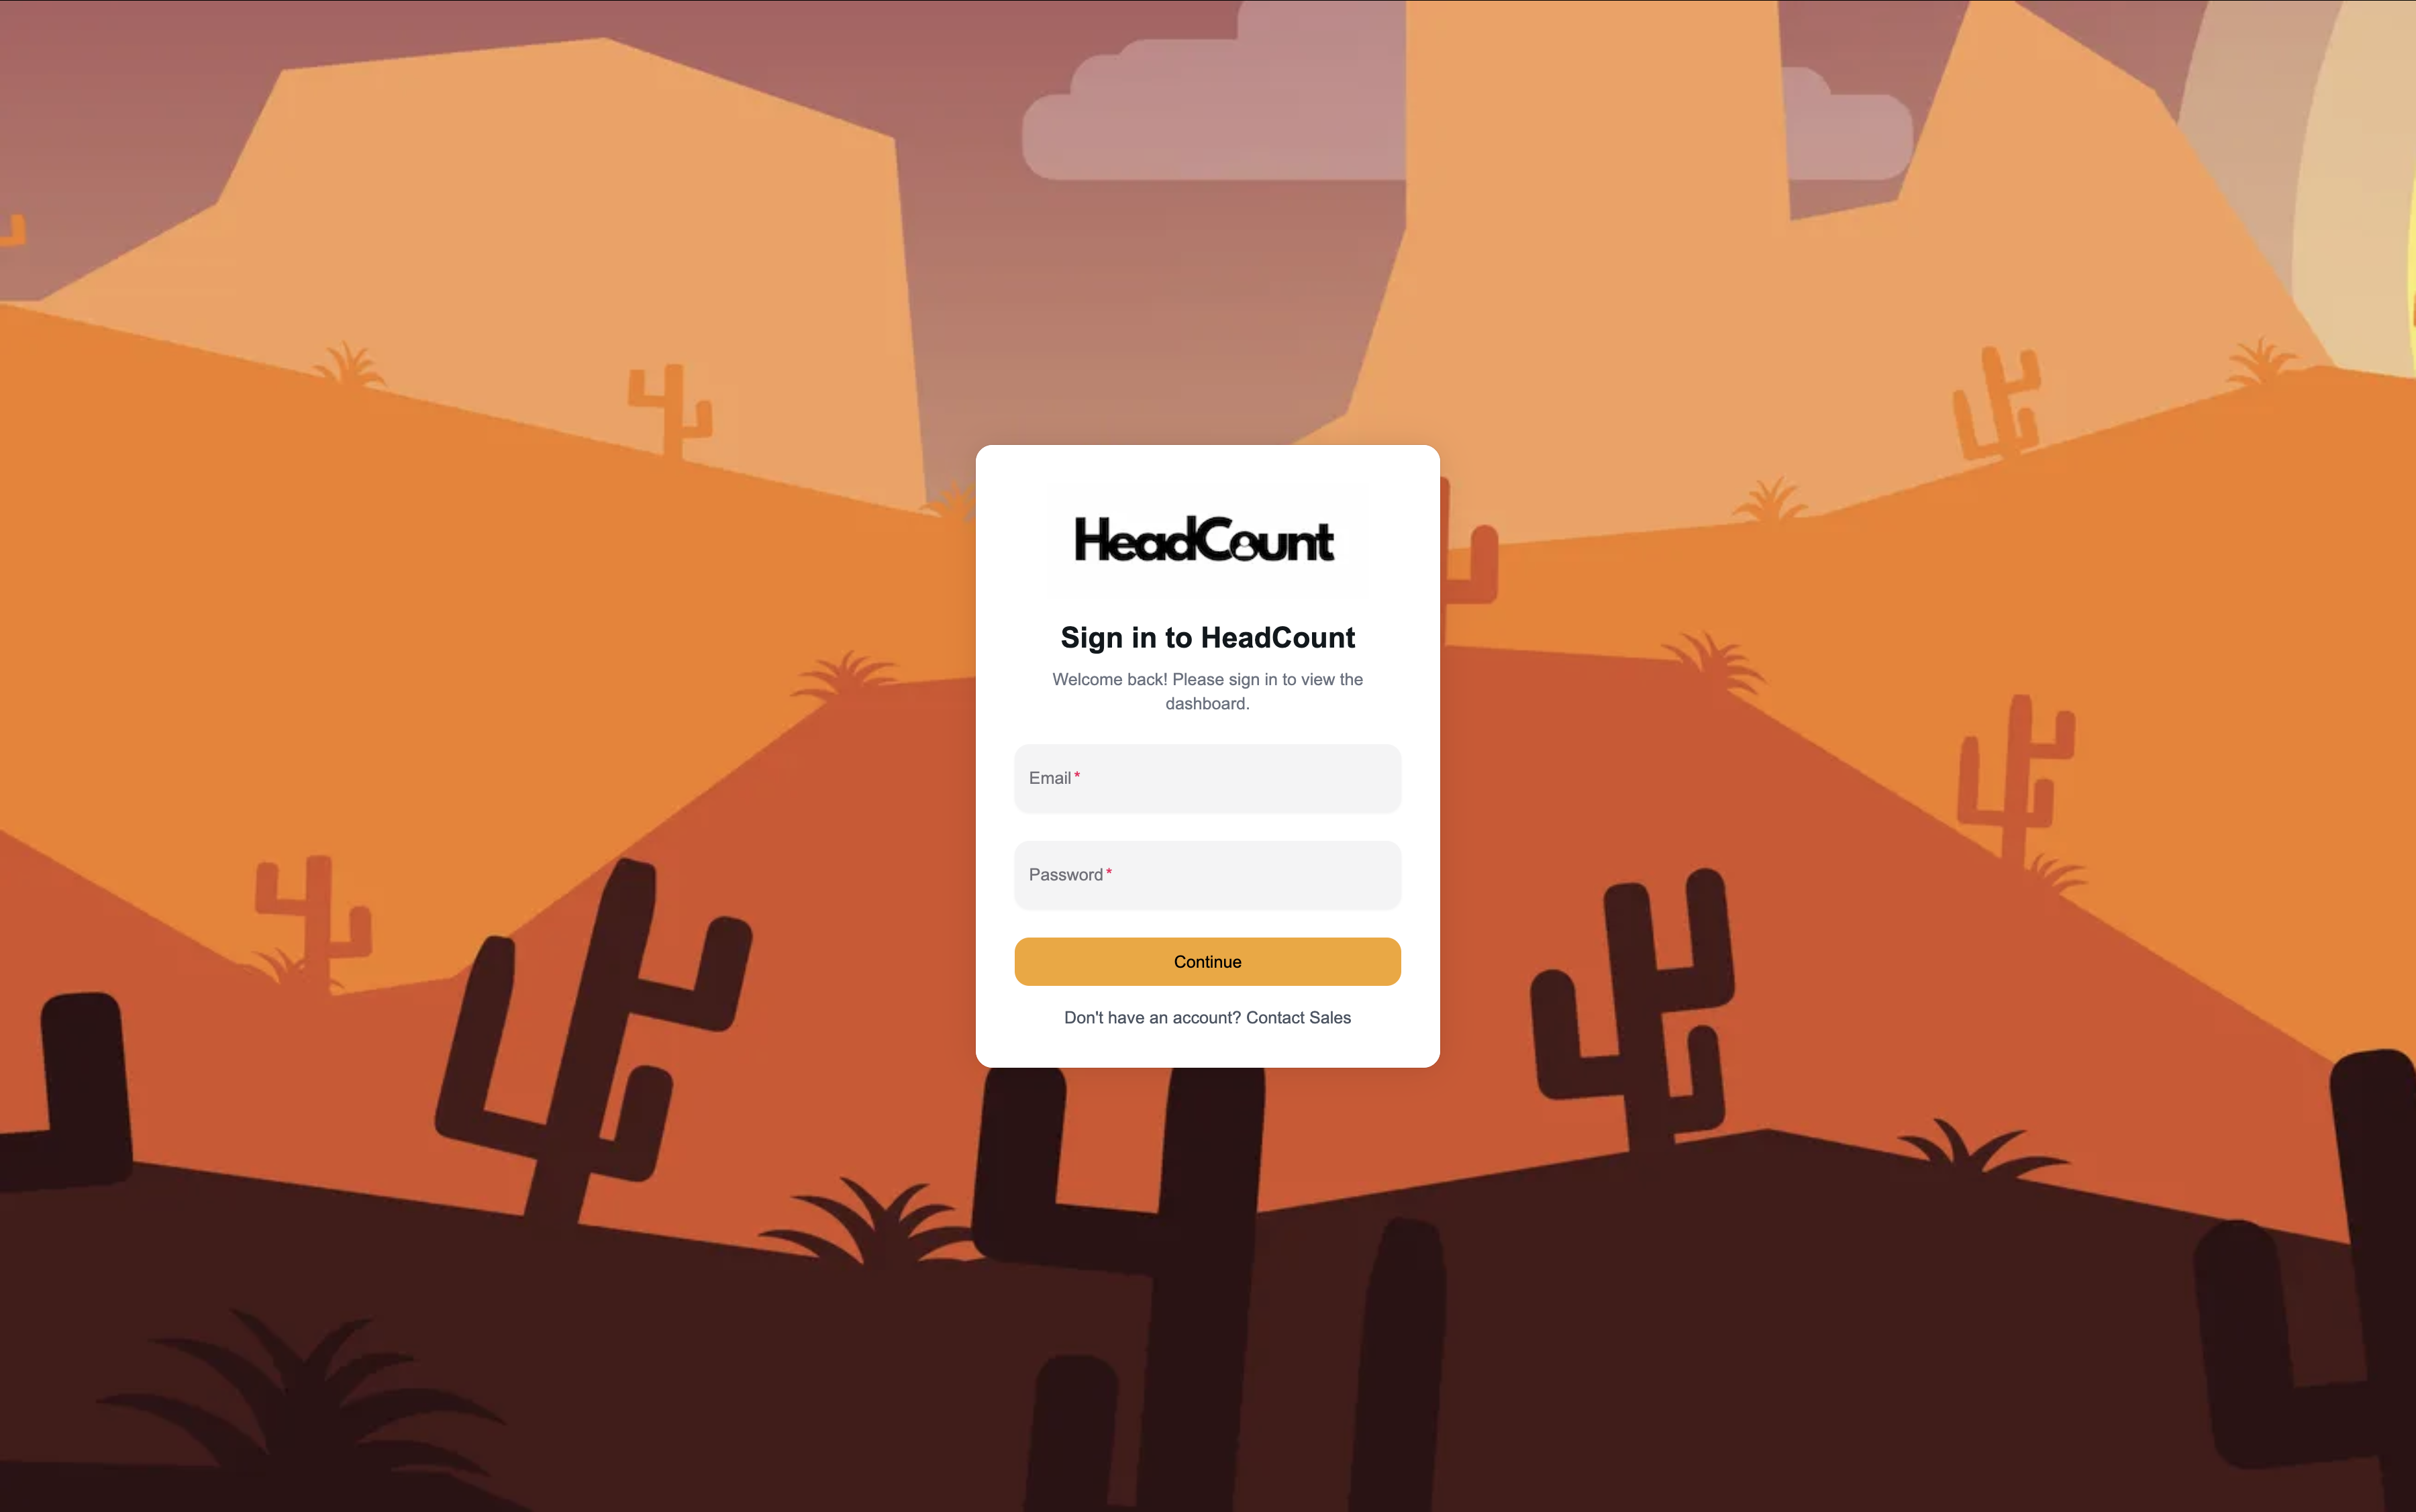 HeadCount
Sign in to HeadCount
Welcome back! Please sign in to view the
dashboard.
Email*
Password*
Continue
Don't have an account? Contact Sales